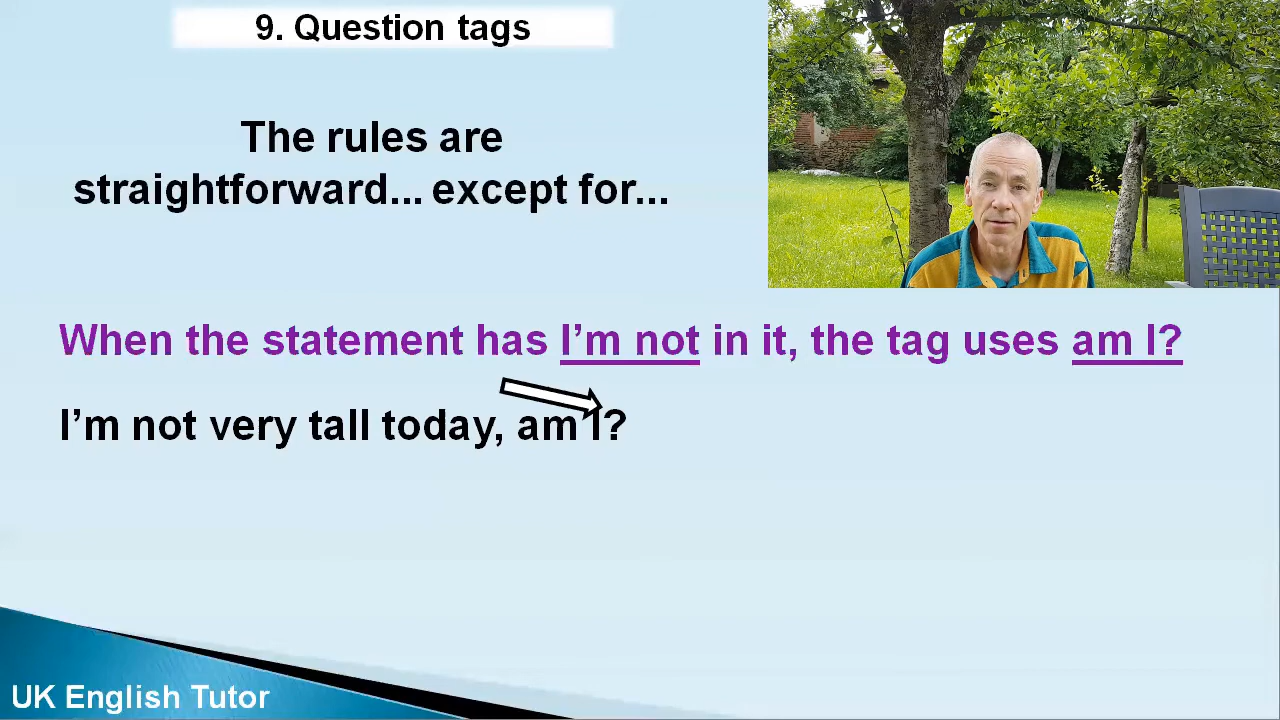 9. Question tags
The rules are
straightforward... except for...
When the statement has I’m not in it, the tag uses am I?
I’m not very tall today, am I?
UK English Tutor